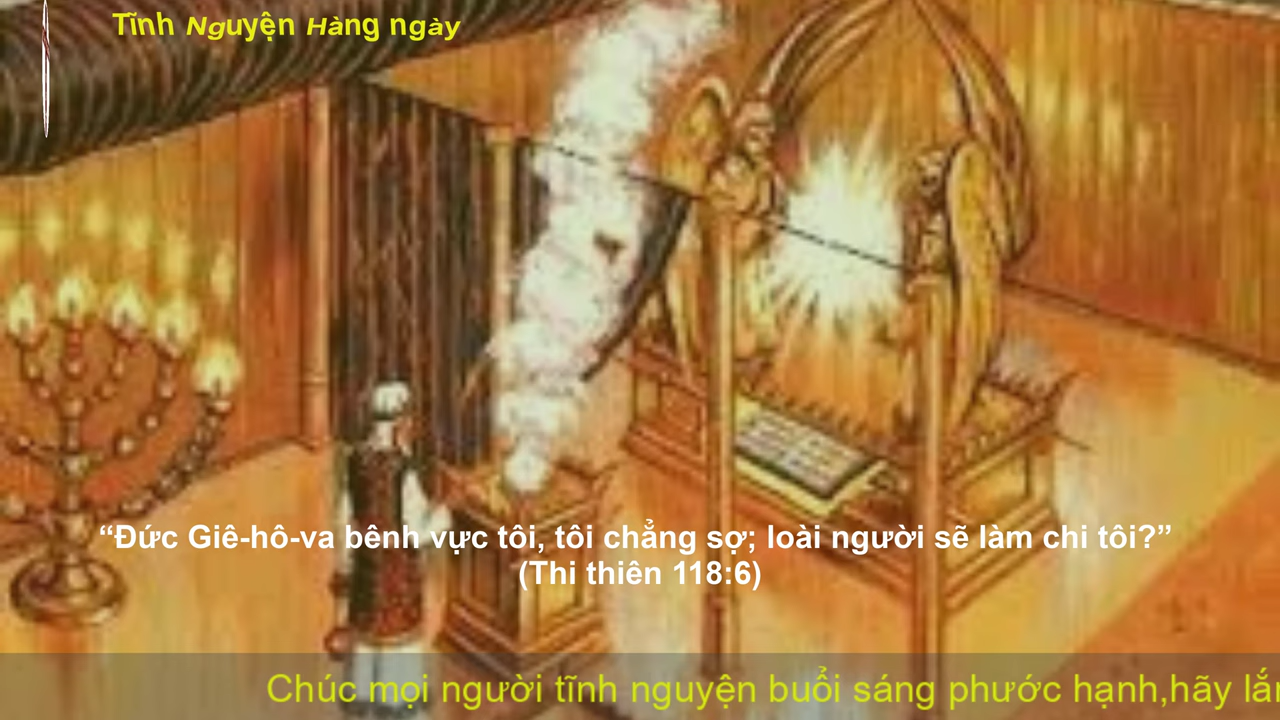 Tĩnh Nguyện Hàng ngày
“Đức Giê-hô-va bênh vực tôi, tôi chẳng sợ; loài người sẽ làm chi tôi?”
(Thi thiên 118:6)
Chúc mọi người tĩnh nguyện buổi sáng phước hạnh,hãy